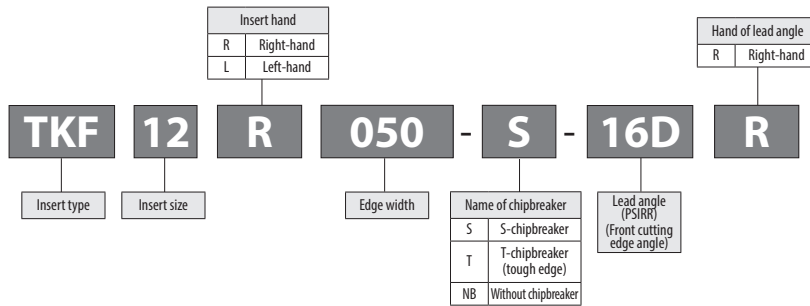 Insert hand
R Right-hand
L Left-hand
Hand of lead angle
R Right-hand
TKF 12 R 050 - S - 16D R
Insert type
Insert size
Edge width
Name of chipbreaker
S S-chipbreaker
T T-chipbreaker
(tough edge)
NB Without chipbreaker
Lead angle
(PSIRR)
(Front cutting
edge angle)